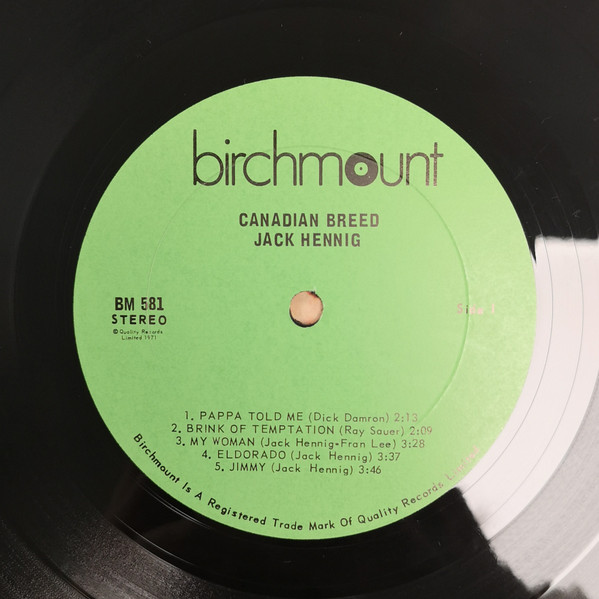 birchmount
CANADIAN BREED
JACK HENNIG
BM 581
STEREO
© Quality Records
Limited 1971
Side 1
1. PAPPA TOLD ME (Dick Damron) 2:13
2. BRINK OF TEMPTATION (Ray Sauer) 2:09
3. MY WOMAN (Jack Hennig-Fran Lee) 3:28
4. ELDORADO (Jack Hennig) 3:37
5. JIMMY (Jack Hennig) 3:46
Birchmount Is A Registered Trade Mark Of Quality Records Limited